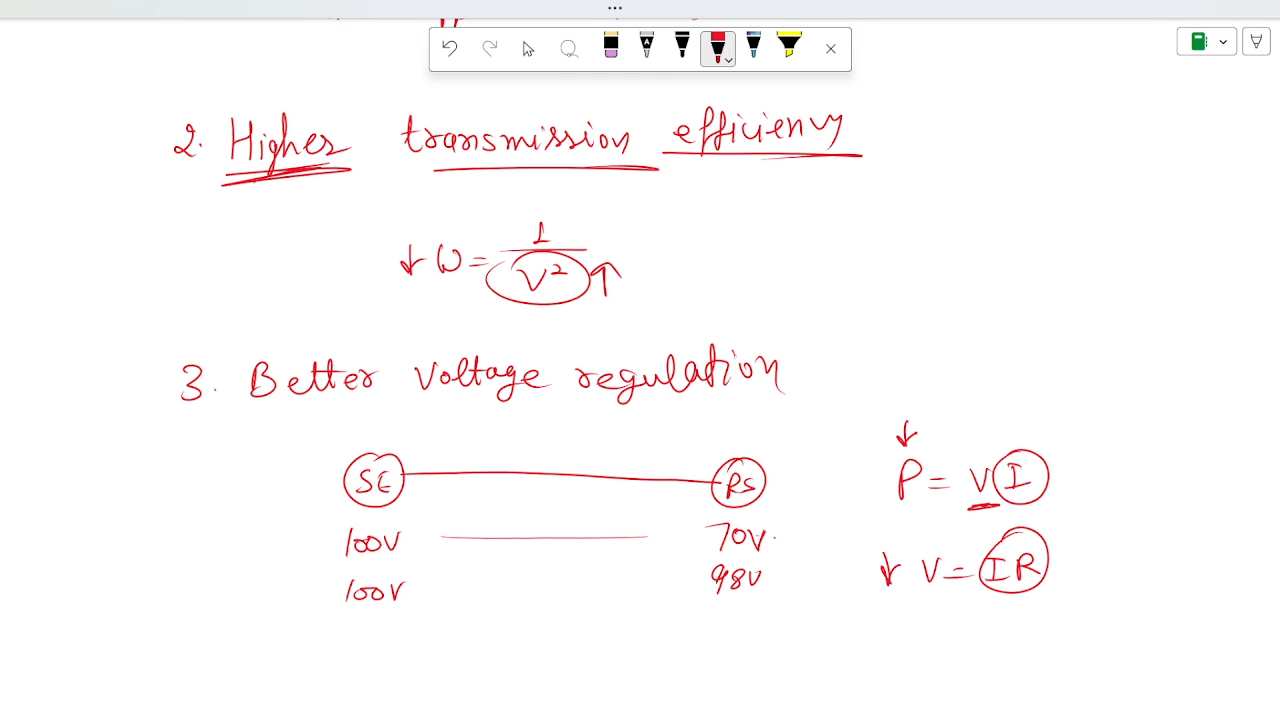 2. Higher transmission efficiency
↓ W = 1
V² ↑
3. Better voltage regulation
↓
SE RS P = VI
100V 70V
↓ V = IR
100V 98V